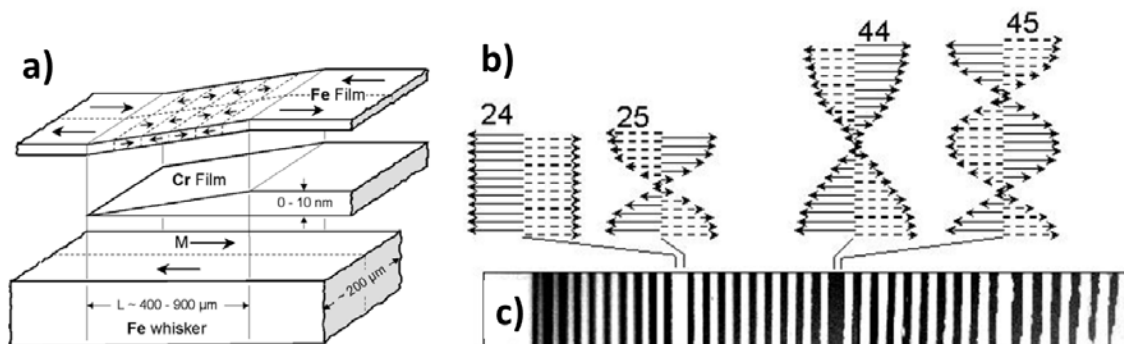 a)
Fe Film
Cr Film
0 - 10 nm
M
L ~ 400 - 900 µm
~ 200 µm
Fe whisker
b)
24
25
44
45
c)